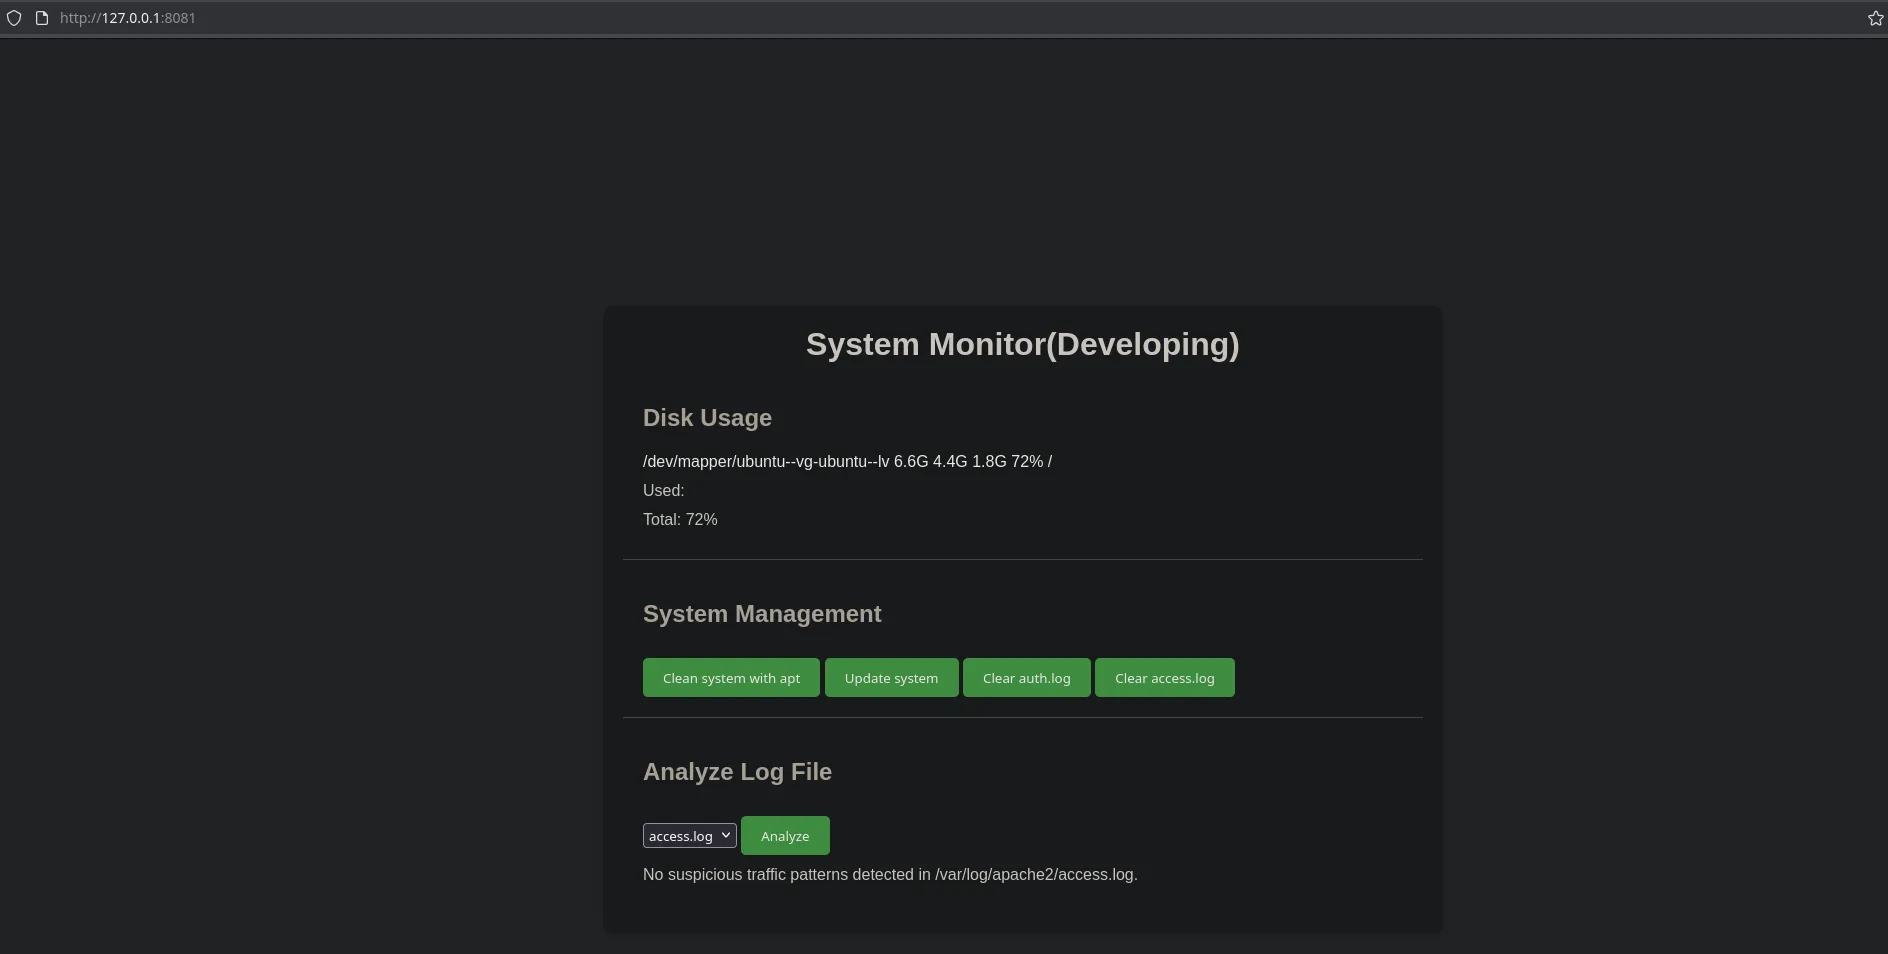 http://127.0.0.1:8081
System Monitor(Developing)
Disk Usage
/dev/mapper/ubuntu--vg-ubuntu--lv 6.6G 4.4G 1.8G 72% /
Used:
Total: 72%
System Management
Clean system with apt Update system Clear auth.log Clear access.log
Analyze Log File
access.log Analyze
No suspicious traffic patterns detected in /var/log/apache2/access.log.